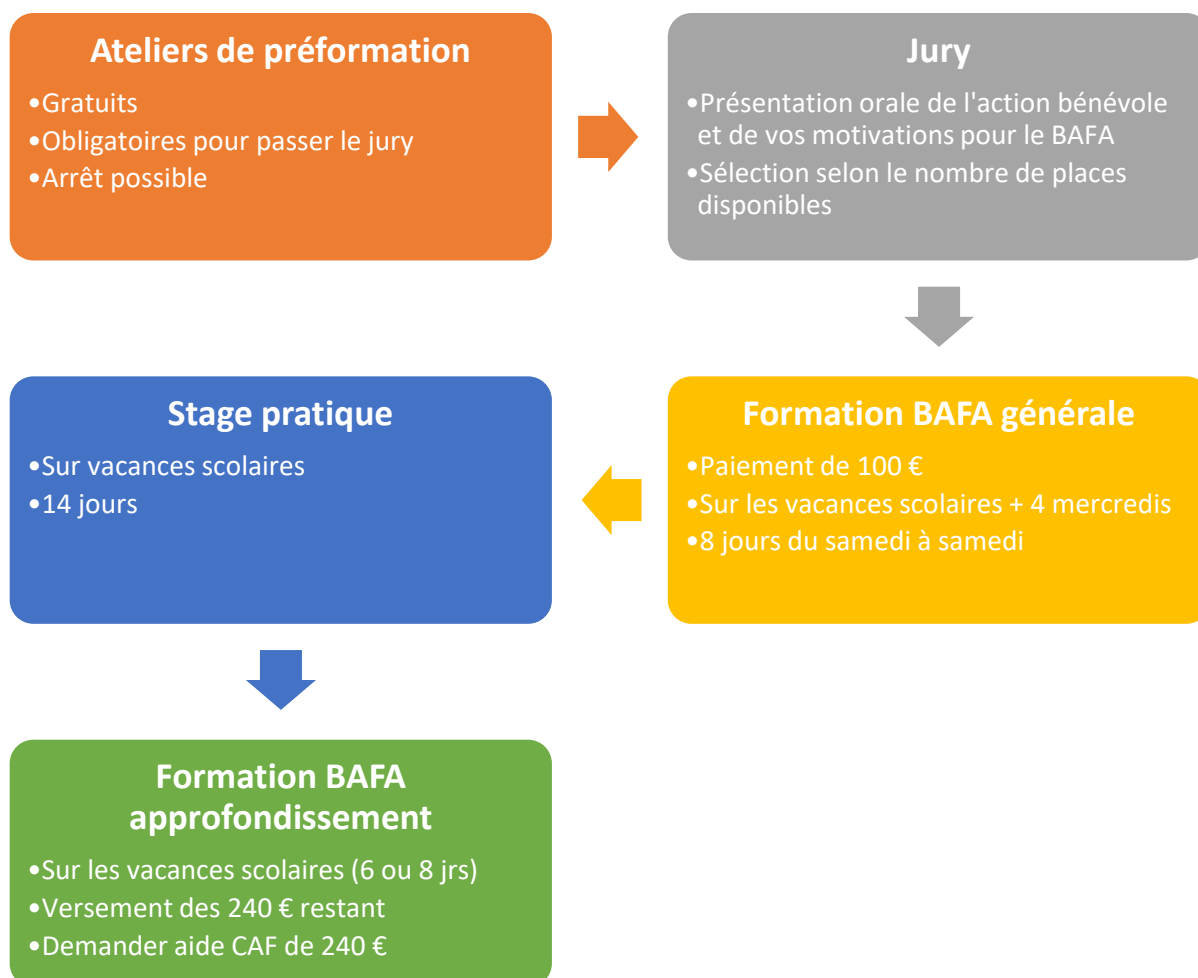 Ateliers de préformation
•Gratuits
•Obligatoires pour passer le jury
•Arrêt possible
Jury
•Présentation orale de l'action bénévole
et de vos motivations pour le BAFA
•Sélection selon le nombre de places
disponibles
Formation BAFA générale
•Paiement de 100 €
•Sur les vacances scolaires + 4 mercredis
•8 jours du samedi à samedi
Stage pratique
•Sur vacances scolaires
•14 jours
Formation BAFA
approfondissement
•Sur les vacances scolaires (6 ou 8 jrs)
•Versement des 240 € restant
•Demander aide CAF de 240 €